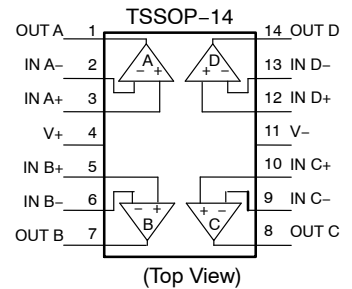 TSSOP−14
OUT A 1 14 OUT D
IN A− 2 A D 13 IN D−
− + + −
IN A+ 3 12 IN D+
V+ 4 11 V−
IN B+ 5 10 IN C+
IN B− 6 − + + − 9 IN C−
OUT B 7 B C 8 OUT C
(Top View)